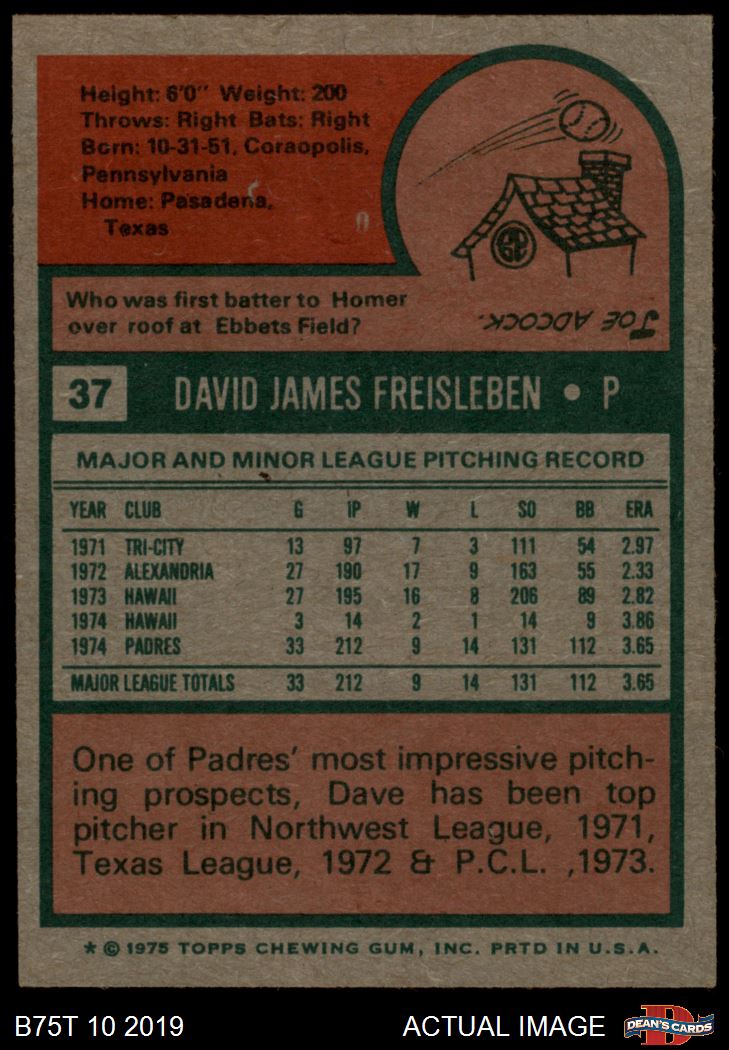 Height: 6'0" Weight: 200
Throws: Right Bats: Right
Born: 10-31-51, Coraopolis,
Pennsylvania
Home: Pasadena,
Texas
Who was first batter to Homer
over roof at Ebbets Field?
JOE ADCOCK.
37 DAVID JAMES FREISLEBEN • P
MAJOR AND MINOR LEAGUE PITCHING RECORD
YEAR CLUB G IP W L SO BB ERA
1971 TRI-CITY 13 97 7 3 111 54 2.97
1972 ALEXANDRIA 27 190 17 9 163 55 2.33
1973 HAWAII 27 195 16 8 206 89 2.82
1974 HAWAII 3 14 2 1 14 9 3.86
1974 PADRES 33 212 9 14 131 112 3.65
MAJOR LEAGUE TOTALS 33 212 9 14 131 112 3.65
One of Padres' most impressive pitch-
ing prospects, Dave has been top
pitcher in Northwest League, 1971,
Texas League, 1972 & P.C.L. ,1973.
* © 1975 TOPPS CHEWING GUM, INC. PRTD IN U.S.A.
B75T 10 2019 ACTUAL IMAGE DEAN'S CARDS